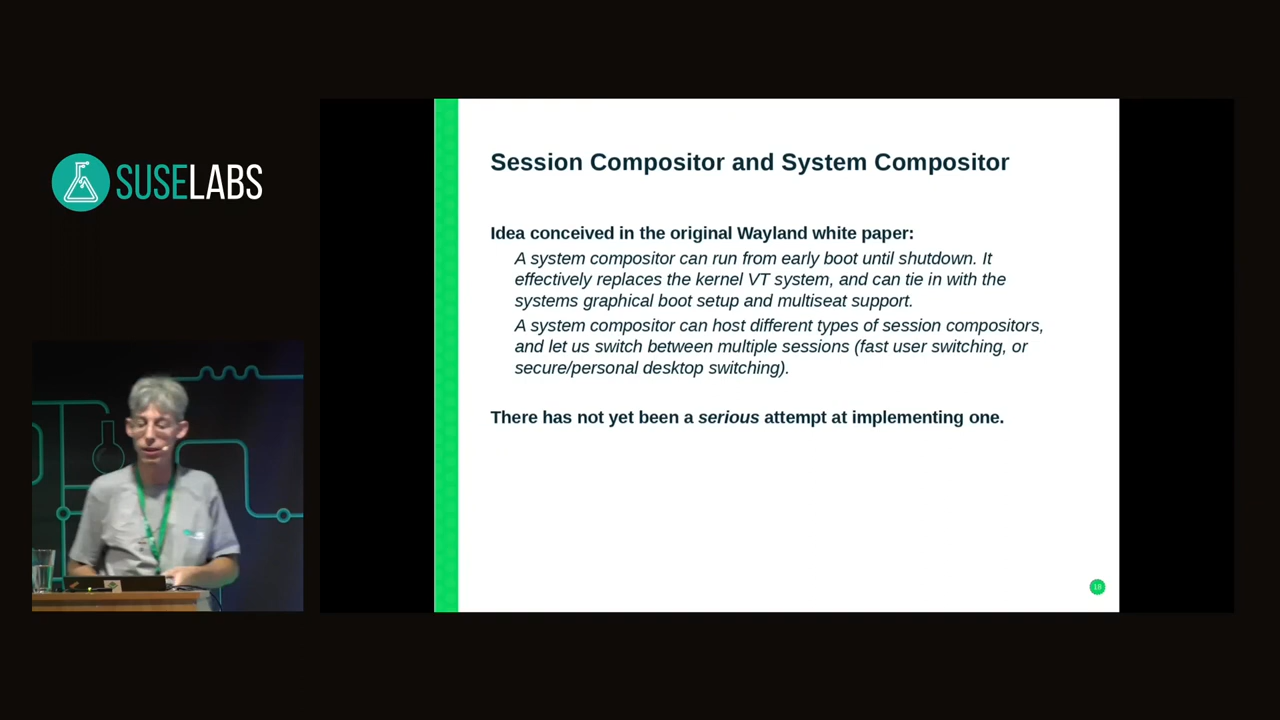 SUSELABS
Session Compositor and System Compositor
Idea conceived in the original Wayland white paper:
A system compositor can run from early boot until shutdown. It
effectively replaces the kernel VT system, and can tie in with the
systems graphical boot setup and multiseat support.
A system compositor can host different types of session compositors,
and let us switch between multiple sessions (fast user switching, or
secure/personal desktop switching).
There has not yet been a serious attempt at implementing one.